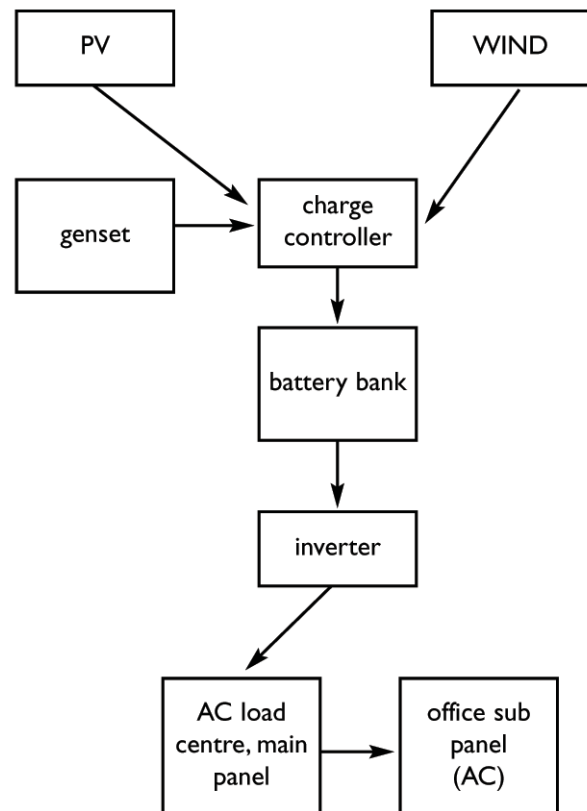 PV
WIND
genset
charge
controller
battery bank
inverter
AC load
centre, main
panel
office sub
panel
(AC)